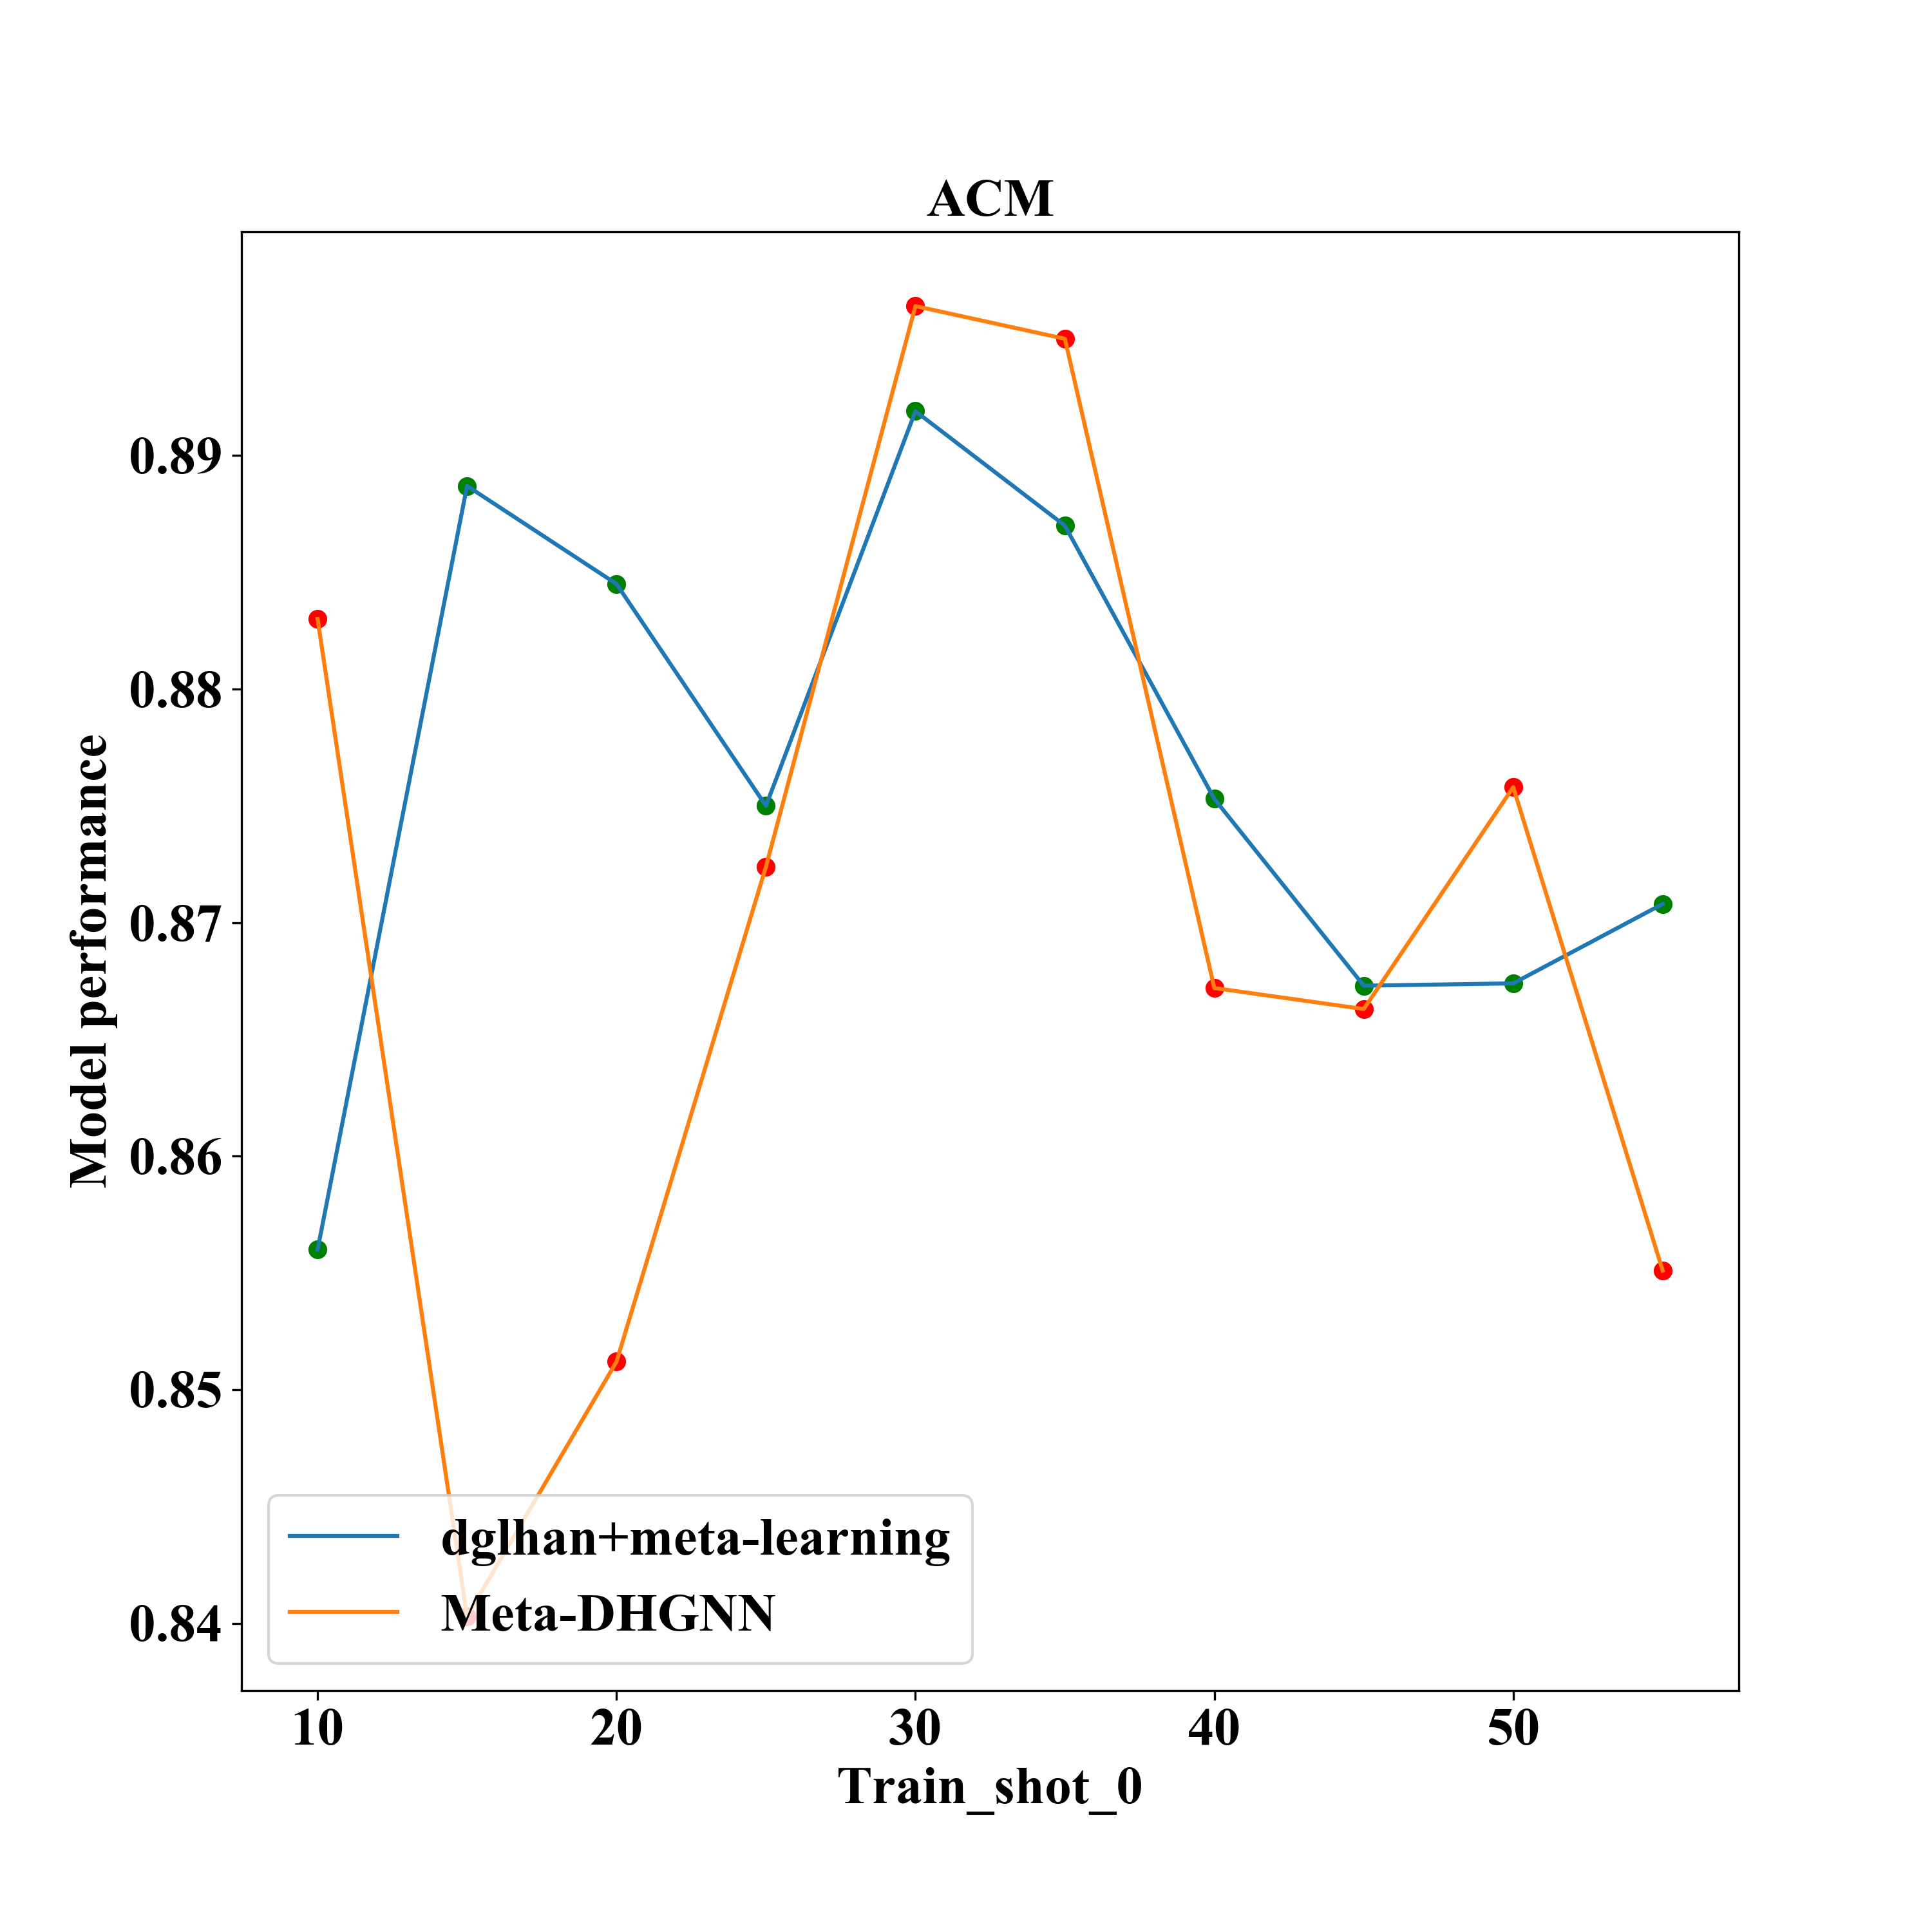 ACM
Model performance
0.89
0.88
0.87
0.86
0.85
0.84
dglhan+meta-learning
Meta-DHGNN
10 20 30 40 50
Train_shot_0